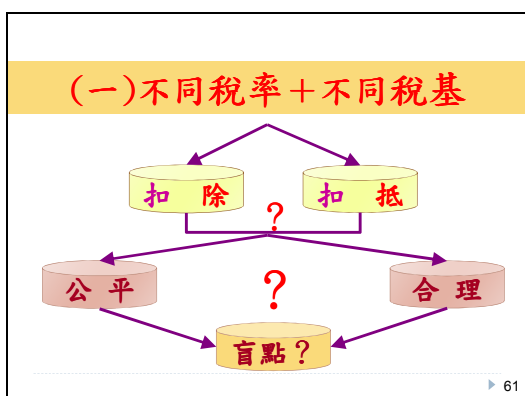 (一)不同稅率＋不同稅基
扣 除
扣 抵
？
公 平
？
合 理
盲點？
61